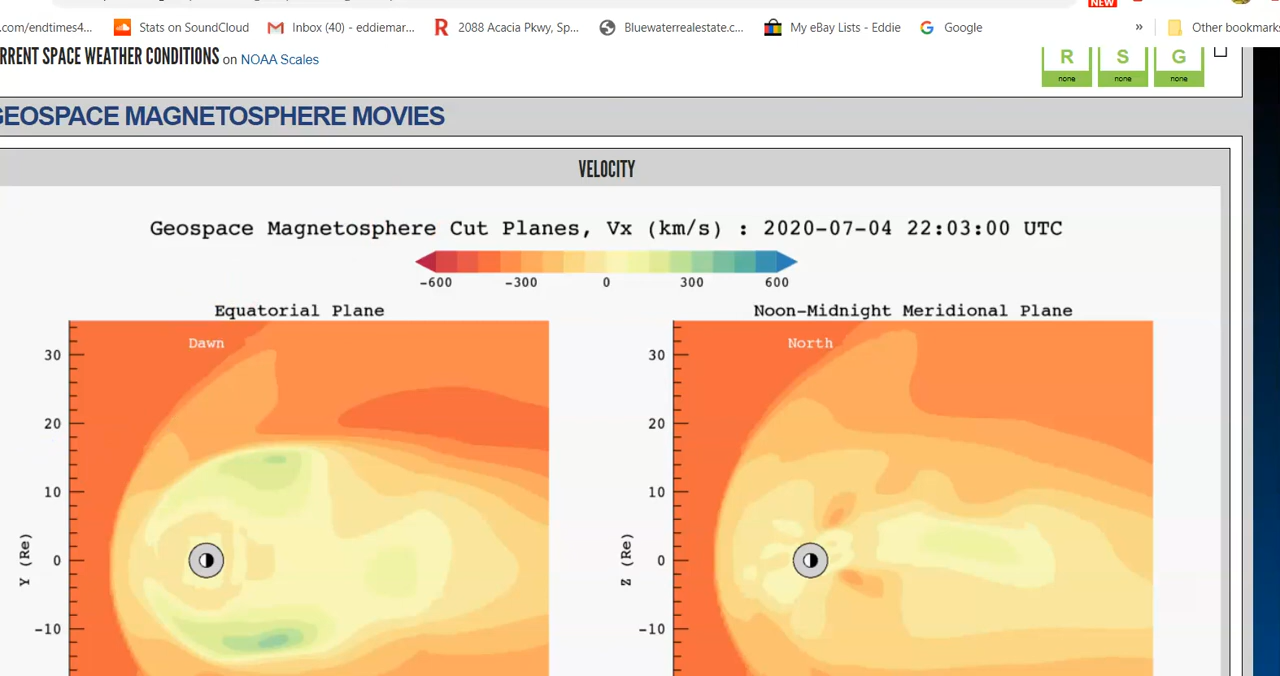 NEW
.com/endtimes4... Stats on SoundCloud Inbox (40) - eddiemar... 2088 Acacia Pkwy, Sp... Bluewaterrealestate.c... My eBay Lists - Eddie Google » Other bookmarks
RRENT SPACE WEATHER CONDITIONS on NOAA Scales
R S G
none none none
GEOSPACE MAGNETOSPHERE MOVIES
VELOCITY
Geospace Magnetosphere Cut Planes, Vx (km/s) : 2020-07-04 22:03:00 UTC
-600 -300 0 300 600
Equatorial Plane Noon-Midnight Meridional Plane
Dawn North
30 30
20 20
10 10
0 0
Y (Re) Z (Re)
-10 -10